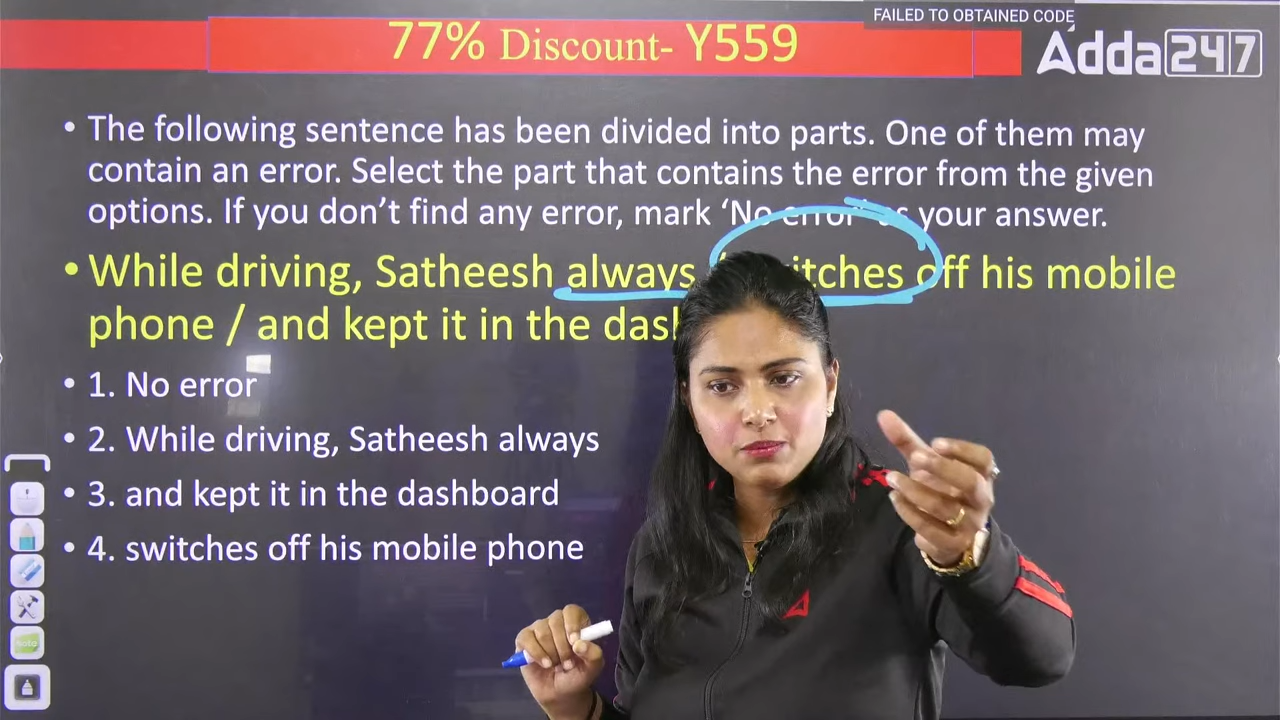 FAILED TO OBTAINED CODE
77% Discount- Y559
Adda247
• The following sentence has been divided into parts. One of them may
contain an error. Select the part that contains the error from the given
options. If you don't find any error, mark ‘No error’ as your answer.
• While driving, Satheesh always / switches off his mobile
phone / and kept it in the
• 1. No error
• 2. While driving, Satheesh always
• 3. and kept it in the dashboard
• 4. switches off his mobile phone